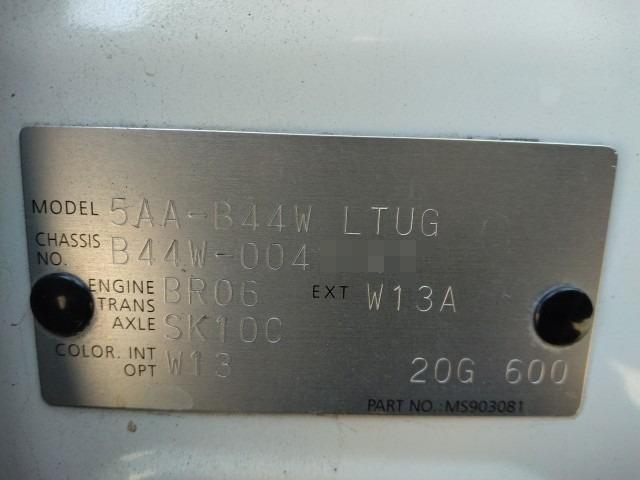 MODEL 5AA-B44W LTUG
CHASSIS NO. B44W-004
ENGINE BR06 EXT W13A
TRANS AXLE SK10C
COLOR. INT W13
OPT 20G 600
PART NO.: MS903081